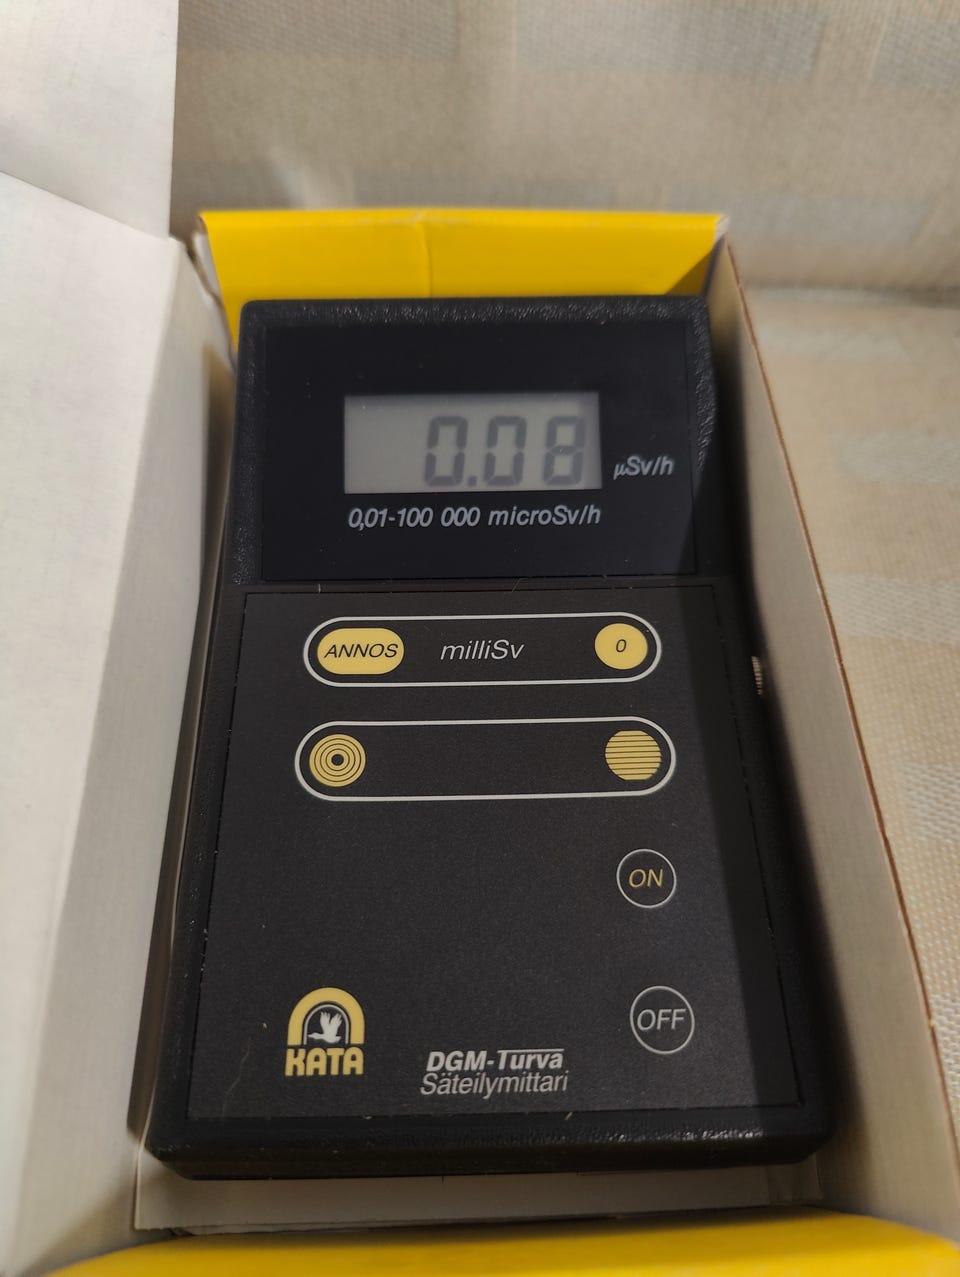 0.08
µSv/h
0,01-100 000 microSv/h
ANNOS milliSv 0
ON
OFF
KATA
DGM-Turva
Säteilymittari